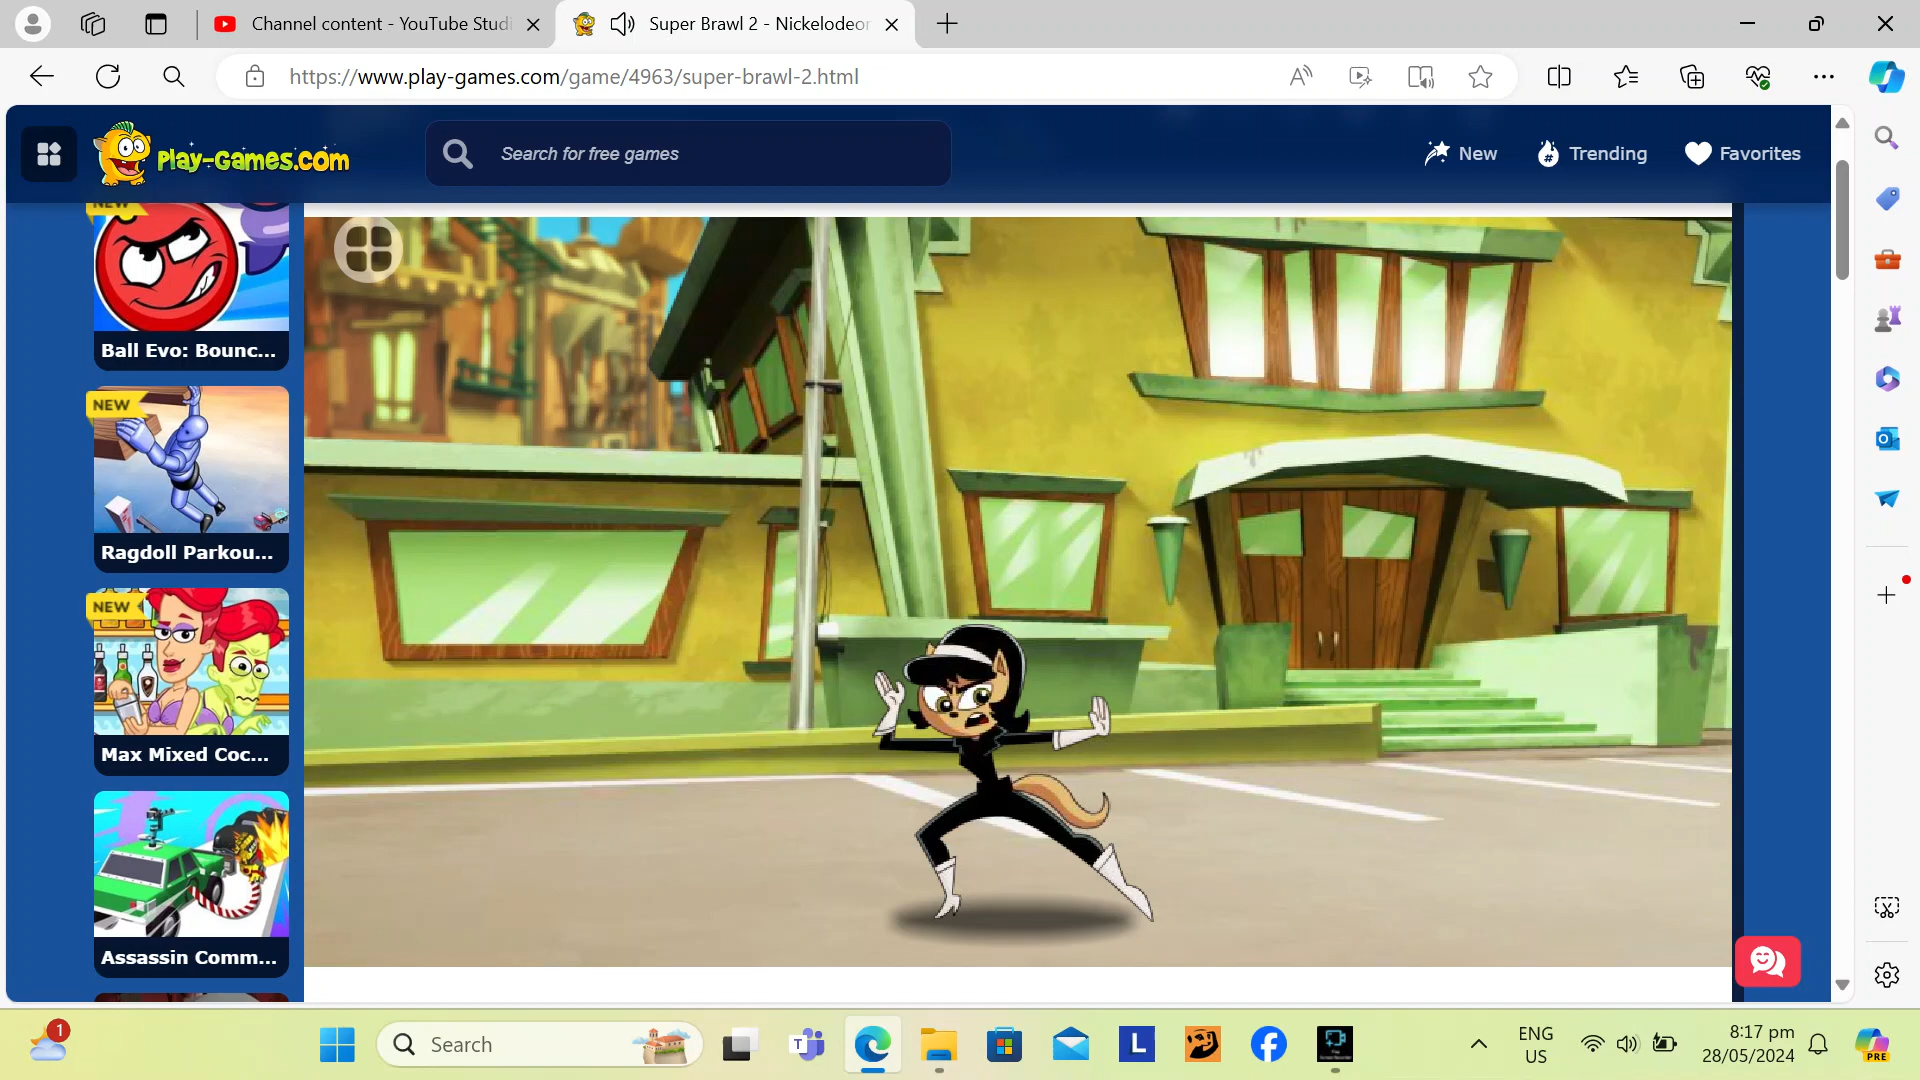 Channel content - YouTube Studi
Super Brawl 2 - Nickelodeon
https://www.play-games.com/game/4963/super-brawl-2.html
PLAY-GAMES.COM
Search for free games
New
Trending
Favorites
NEW
Ball Evo: Bounc...
NEW
Ragdoll Parkou...
NEW
Max Mixed Coc...
Assassin Comm...
1
Search
T
L
ENG
US
8:17 pm
28/05/2024
PRE